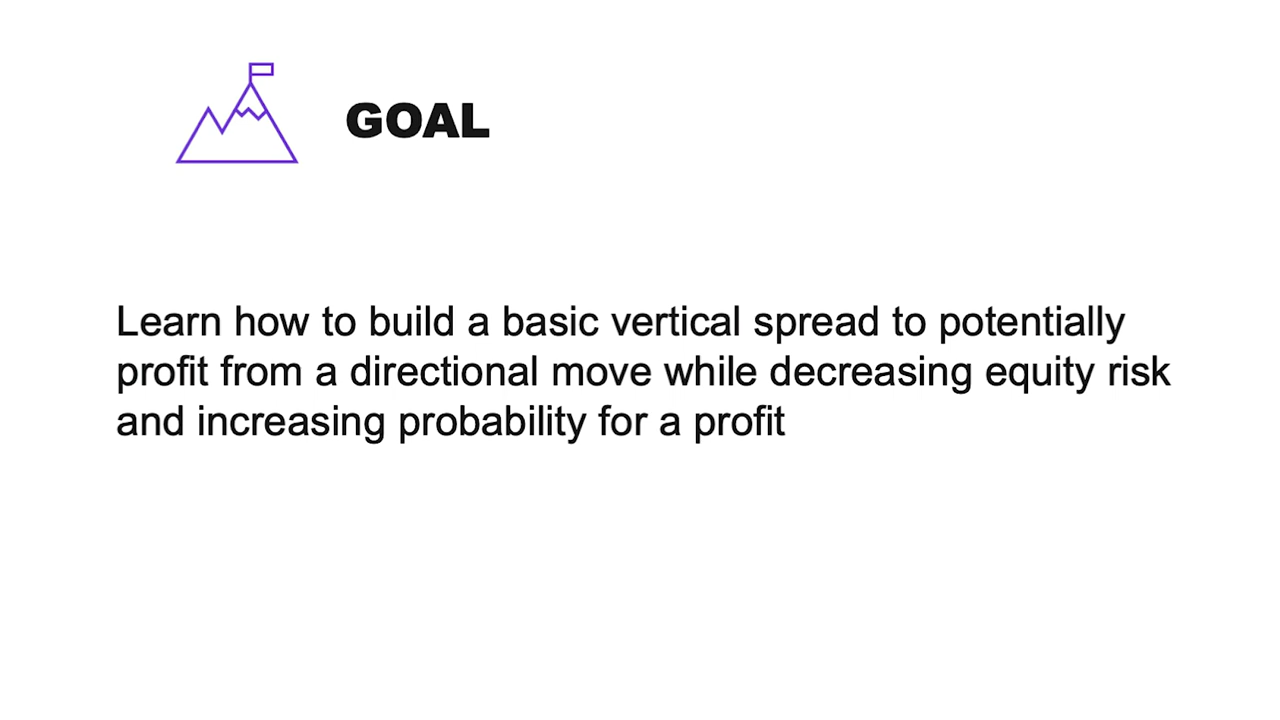 GOAL
Learn how to build a basic vertical spread to potentially
profit from a directional move while decreasing equity risk
and increasing probability for a profit